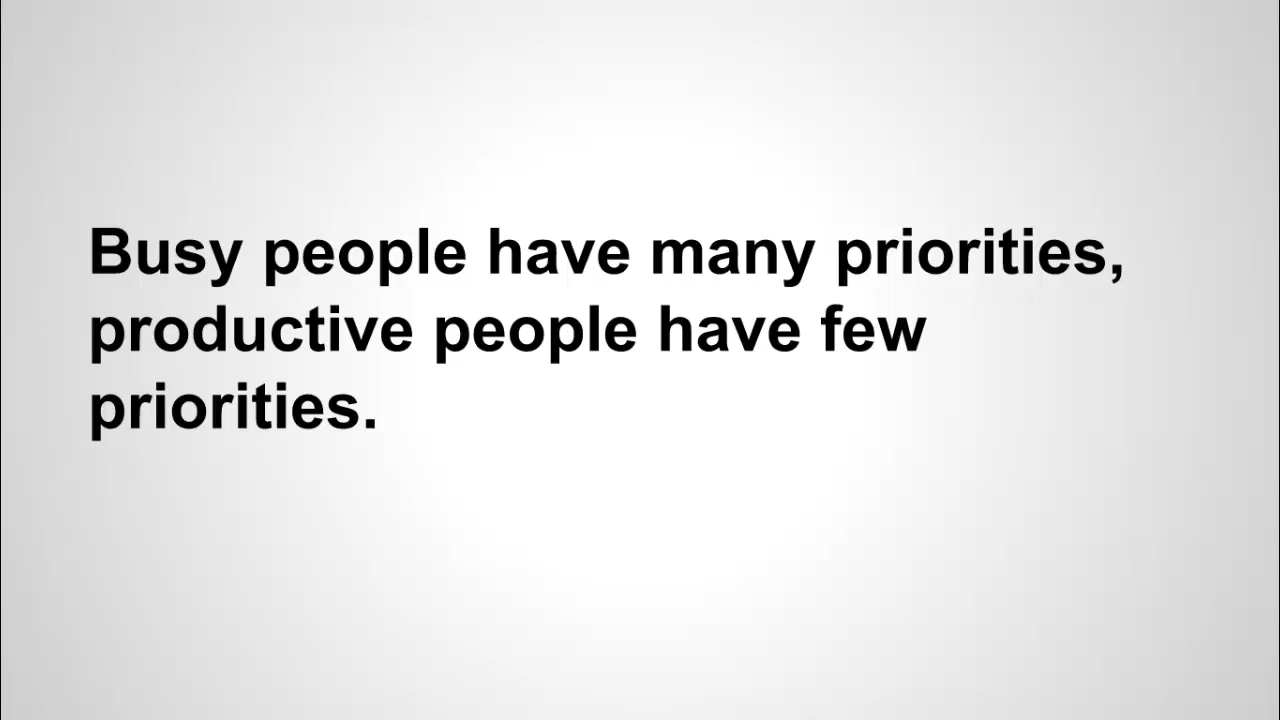 Busy people have many priorities,
productive people have few
priorities.